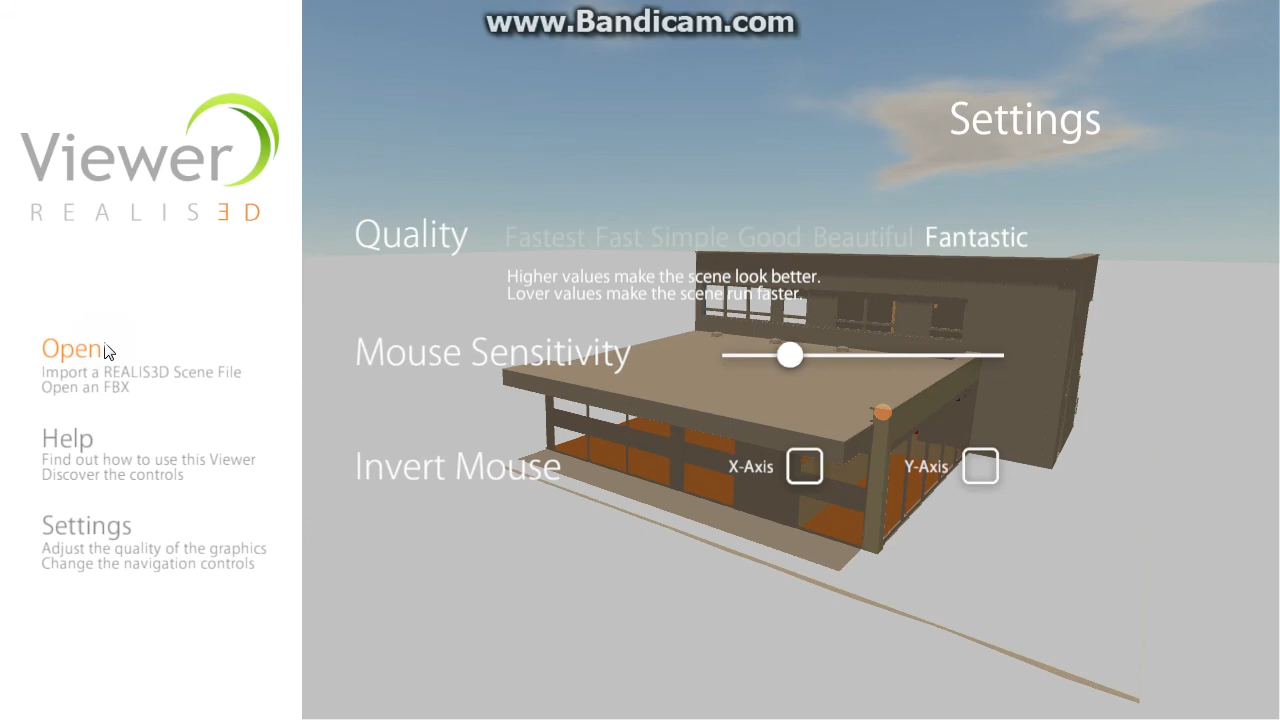 www.Bandicam.com
Viewer
REALIS3D
Open
Import a REALIS3D Scene File
Open an FBX
Help
Find out how to use this Viewer
Discover the controls
Settings
Adjust the quality of the graphics
Change the navigation controls
Settings
Quality Fastest Fast Simple Good Beautiful Fantastic
Higher values make the scene look better.
Lover values make the scene run faster.
Mouse Sensitivity
Invert Mouse X-Axis Y-Axis